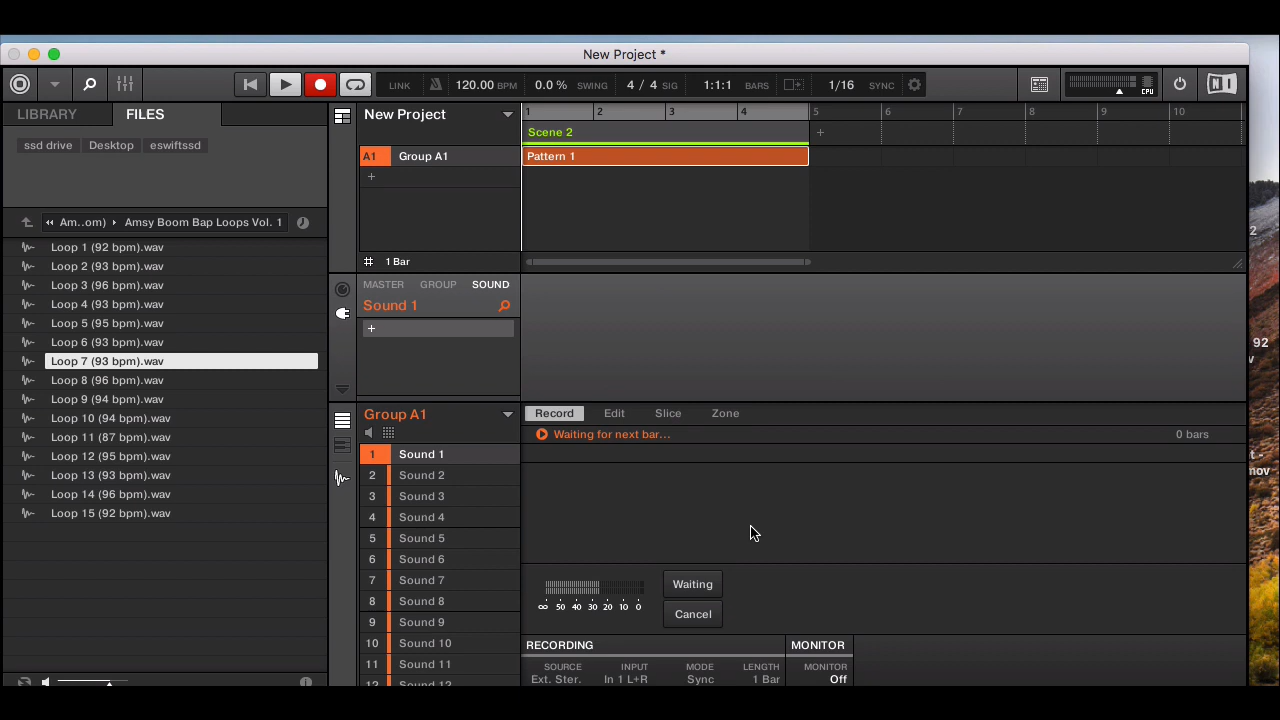 New Project *
LINK
120.00 BPM
0.0 % SWING
4 / 4 SIG
1:1:1 BARS
1/16 SYNC
CPU
LIBRARY
FILES
ssd drive
Desktop
eswiftssd
Am...om)
Amsy Boom Bap Loops Vol. 1
Loop 1 (92 bpm).wav
Loop 2 (93 bpm).wav
Loop 3 (96 bpm).wav
Loop 4 (93 bpm).wav
Loop 5 (95 bpm).wav
Loop 6 (93 bpm).wav
Loop 7 (93 bpm).wav
Loop 8 (96 bpm).wav
Loop 9 (94 bpm).wav
Loop 10 (94 bpm).wav
Loop 11 (87 bpm).wav
Loop 12 (95 bpm).wav
Loop 13 (93 bpm).wav
Loop 14 (96 bpm).wav
Loop 15 (92 bpm).wav
New Project
1 2 3 4 5 6 7 8 9 10
Scene 2 +
A1 Group A1
Pattern 1
+
1 Bar
MASTER GROUP SOUND
Sound 1
+
Group A1
1 Sound 1
2 Sound 2
3 Sound 3
4 Sound 4
5 Sound 5
6 Sound 6
7 Sound 7
8 Sound 8
9 Sound 9
10 Sound 10
11 Sound 11
12 Sound 12
Record Edit Slice Zone
Waiting for next bar...
0 bars
∞ 50 40 30 20 10 0
Waiting
Cancel
RECORDING
MONITOR
SOURCE INPUT MODE LENGTH MONITOR
Ext. Ster. In 1 L+R Sync 1 Bar Off
92
mov